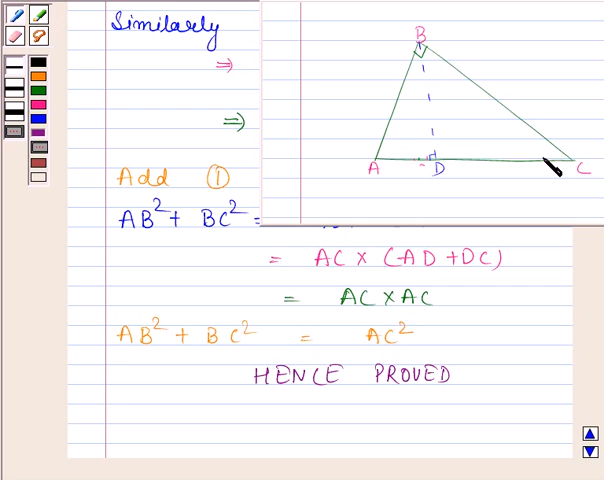 Similarly
⇒
⇒
Add ①
AB² + BC² =
= AC × (AD + DC)
= AC × AC
AB² + BC² = AC²
HENCE PROVED
B
A D C